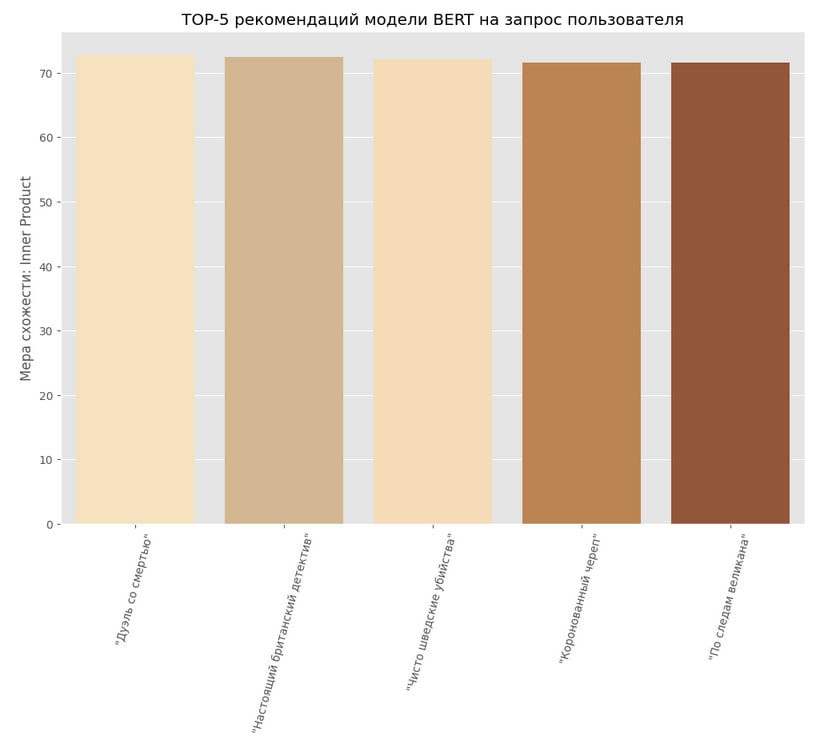 TOP-5 рекомендаций модели BERT на запрос пользователя
Мера схожести: Inner Product
70
60
50
40
30
20
10
0
"Дуэль со смертью"
"Настоящий британский детектив"
"Чисто шведские убийства"
"Коронованный череп"
"По следам великана"